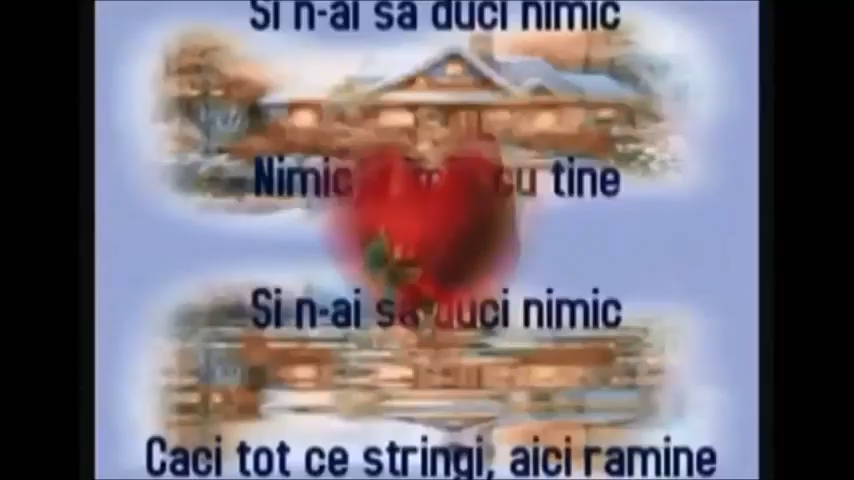 Si n-ai sa duci nimic
Nimic cu tine
Si n-ai sa duci nimic
Caci tot ce stringi, aici ramine